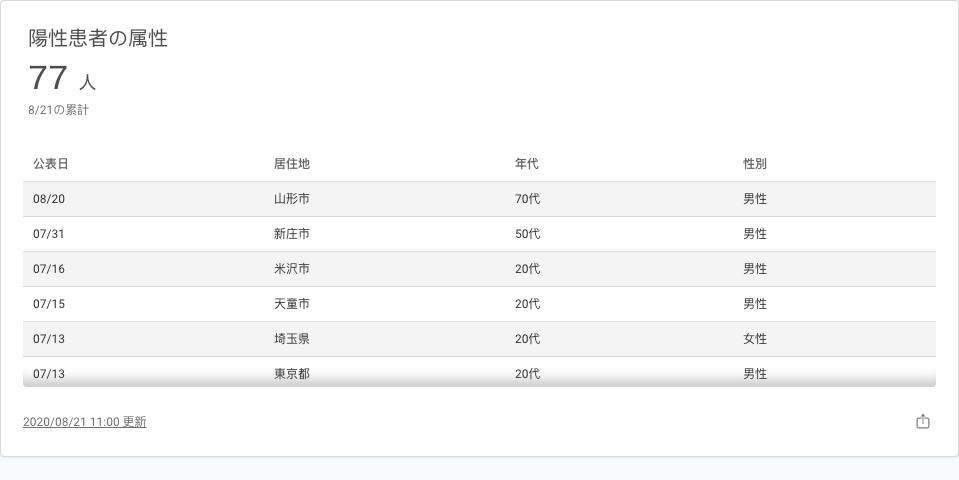 陽性患者の属性
77 人
8/21の累計
公表日 居住地 年代 性別
08/20 山形市 70代 男性
07/31 新庄市 50代 男性
07/16 米沢市 20代 男性
07/15 天童市 20代 男性
07/13 埼玉県 20代 女性
07/13 東京都 20代 男性
2020/08/21 11:00 更新